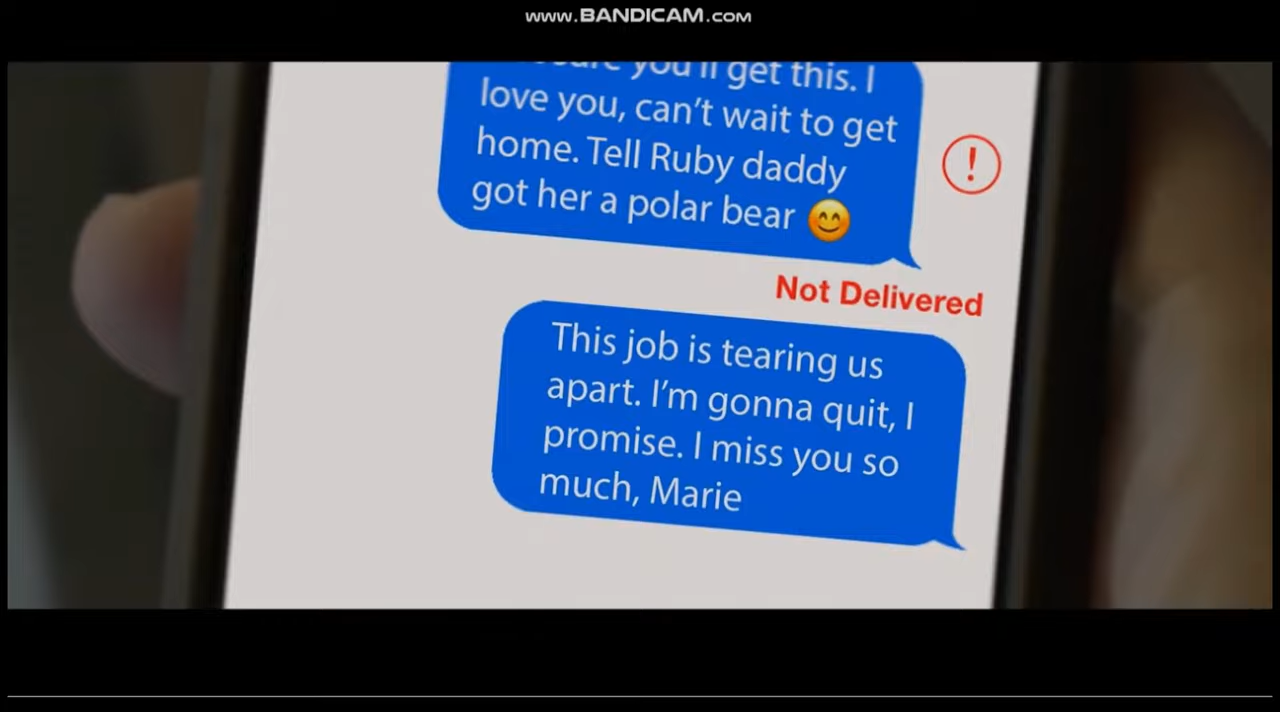 www.BANDICAM.com
you'll get this. I
love you, can't wait to get
home. Tell Ruby daddy
got her a polar bear 😊
!
Not Delivered
This job is tearing us
apart. I'm gonna quit, I
promise. I miss you so
much, Marie